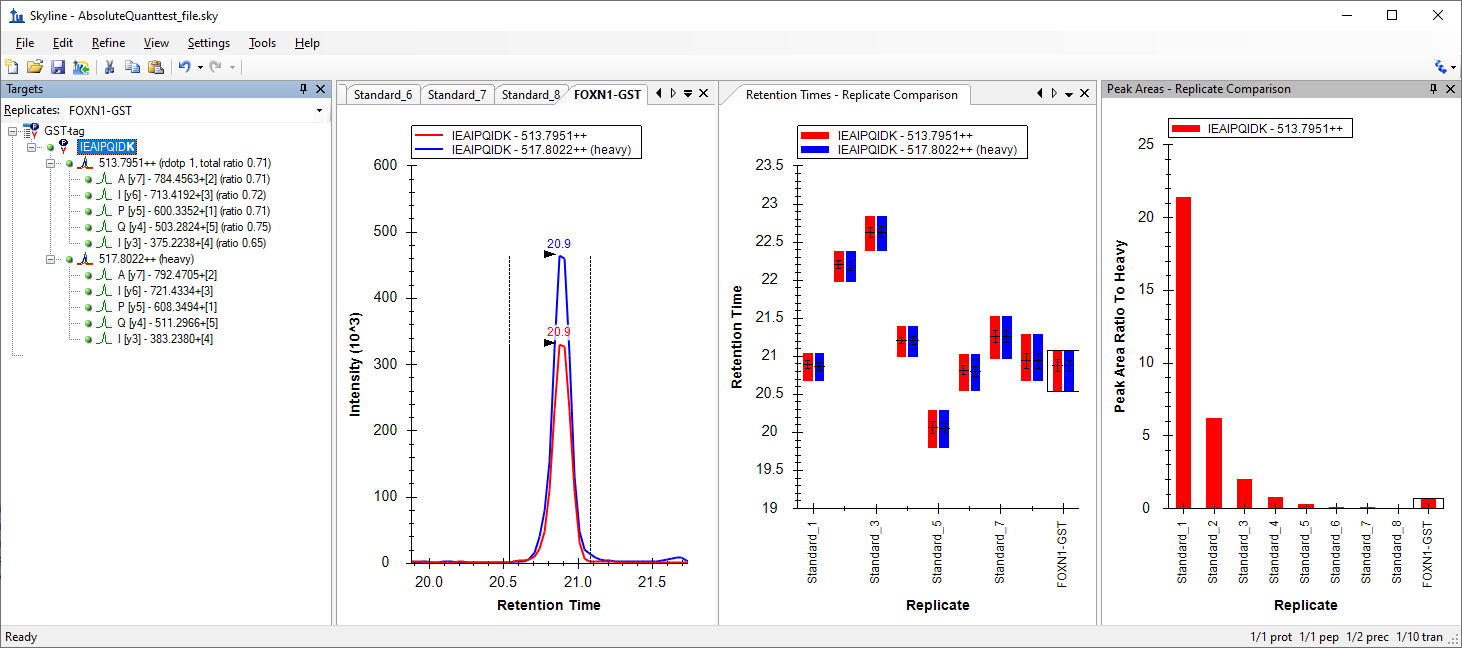 Skyline - AbsoluteQuanttest_file.sky
File Edit Refine View Settings Tools Help
Targets
Replicates: FOXN1-GST
GST-tag
IEAIPQIDK
513.7951++ (rdotp 1, total ratio 0.71)
A [y7] - 784.4563+[2] (ratio 0.71)
I [y6] - 713.4192+[3] (ratio 0.72)
P [y5] - 600.3352+[1] (ratio 0.71)
Q [y4] - 503.2824+[5] (ratio 0.75)
I [y3] - 375.2238+[4] (ratio 0.65)
517.8022++ (heavy)
A [y7] - 792.4705+[2]
I [y6] - 721.4334+[3]
P [y5] - 608.3494+[1]
Q [y4] - 511.2966+[5]
I [y3] - 383.2380+[4]
Standard_6 Standard_7 Standard_8 FOXN1-GST
IEAIPQIDK - 513.7951++
IEAIPQIDK - 517.8022++ (heavy)
600
500
400
300
200
100
0
Intensity (10^3)
20.9
20.9
20.0 20.5 21.0 21.5
Retention Time
Retention Times - Replicate Comparison
IEAIPQIDK - 513.7951++
IEAIPQIDK - 517.8022++ (heavy)
23.5
23
22.5
22
21.5
21
20.5
20
19.5
19
Retention Time
Standard_1 Standard_3 Standard_5 Standard_7 FOXN1-GST
Replicate
Peak Areas - Replicate Comparison
IEAIPQIDK - 513.7951++
25
20
15
10
5
0
Peak Area Ratio To Heavy
Standard_1 Standard_2 Standard_3 Standard_4 Standard_5 Standard_6 Standard_7 Standard_8 FOXN1-GST
Replicate
Ready
1/1 prot 1/1 pep 1/2 prec 1/10 tran